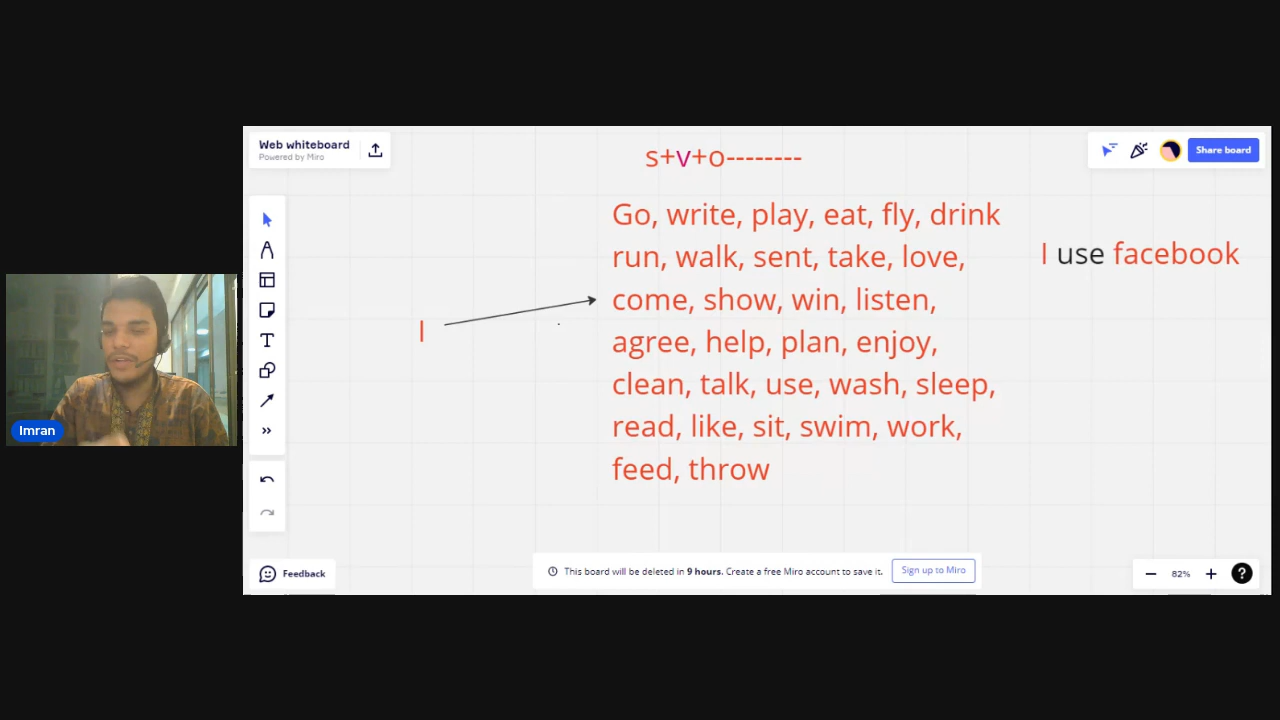 Web whiteboard
Powered by Miro
s+v+o--------
Share board
Go, write, play, eat, fly, drink
run, walk, sent, take, love,
come, show, win, listen,
agree, help, plan, enjoy,
clean, talk, use, wash, sleep,
read, like, sit, swim, work,
feed, throw
I use facebook
I
Imran
Feedback
This board will be deleted in 9 hours. Create a free Miro account to save it.
Sign up to Miro
82%
?